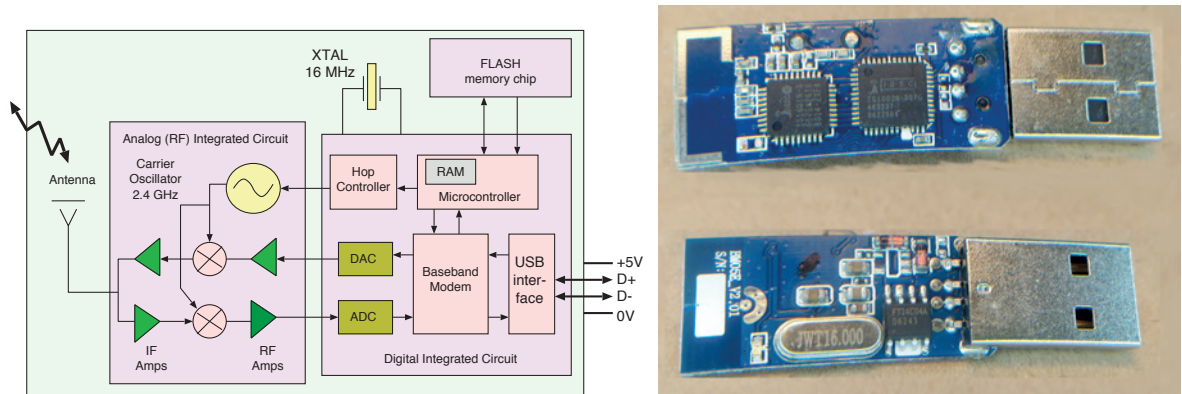 XTAL
16 MHz
FLASH
memory chip
Analog (RF) Integrated Circuit
Carrier
Oscillator
2.4 GHz
Antenna
Hop
Controller
RAM
Microcontroller
DAC
Baseband
Modem
USB
inter-
face
ADC
+5V
D+
D-
0V
IF
Amps
RF
Amps
Digital Integrated Circuit
S/N:
JWT16.000